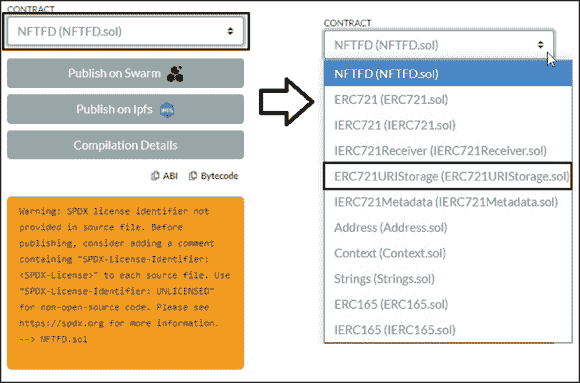 CONTRACT
NFTFD (NFTFD.sol)
Publish on Swarm
Publish on Ipfs
Compilation Details
ABI
Bytecode
Warning: SPDX license identifier not
provided in source file. Before
publishing, consider adding a comment
containing "SPDX-License-Identifier:
<SPDX-License>" to each source file. Use
"SPDX-License-Identifier: UNLICENSED"
for non-open-source code. Please see
https://spdx.org for more information.
--> NFTFD.sol
CONTRACT
NFTFD (NFTFD.sol)
NFTFD (NFTFD.sol)
ERC721 (ERC721.sol)
IERC721 (IERC721.sol)
IERC721Receiver (IERC721Receiver.sol)
ERC721URIStorage (ERC721URIStorage.sol)
IERC721Metadata (IERC721Metadata.sol)
Address (Address.sol)
Context (Context.sol)
Strings (Strings.sol)
ERC165 (ERC165.sol)
IERC165 (IERC165.sol)